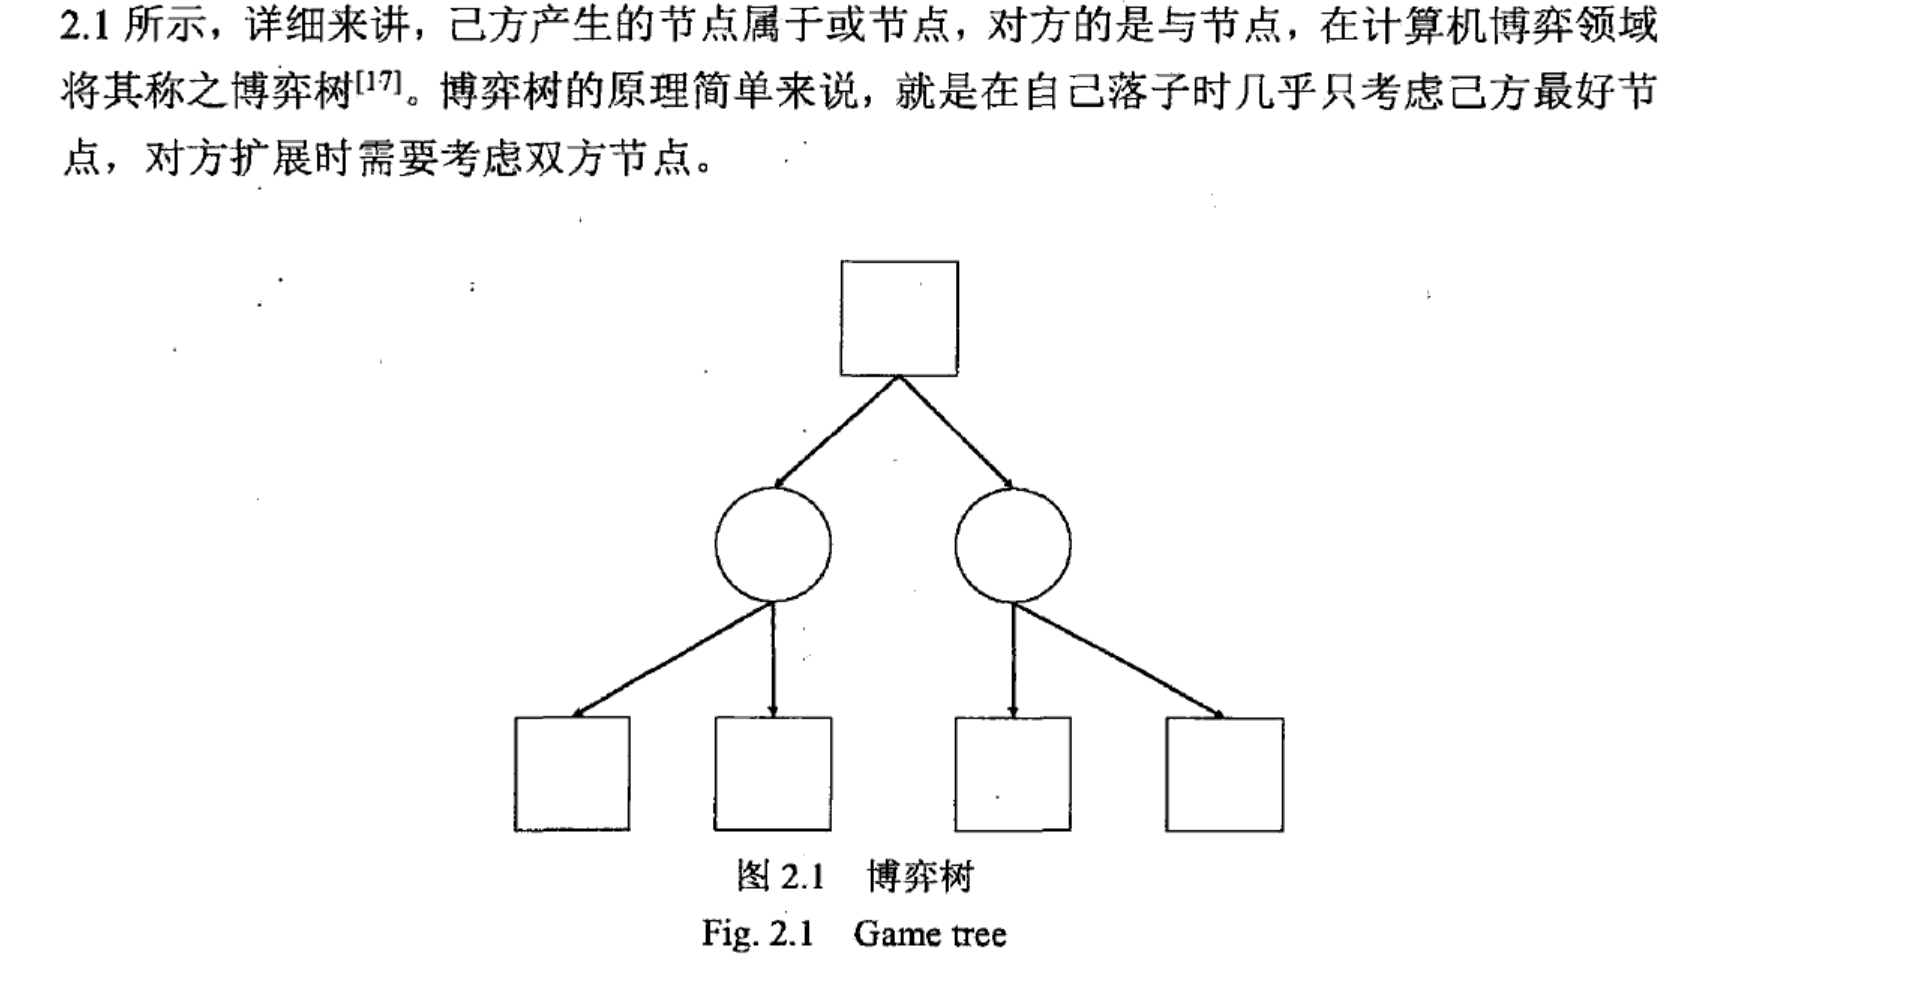 2.1 所示，详细来讲，己方产生的节点属于或节点，对方的是与节点，在计算机博弈领域
将其称之博弈树[17]。博弈树的原理简单来说，就是在自己落子时几乎只考虑己方最好节
点，对方扩展时需要考虑双方节点。
图 2.1 博弈树
Fig. 2.1 Game tree